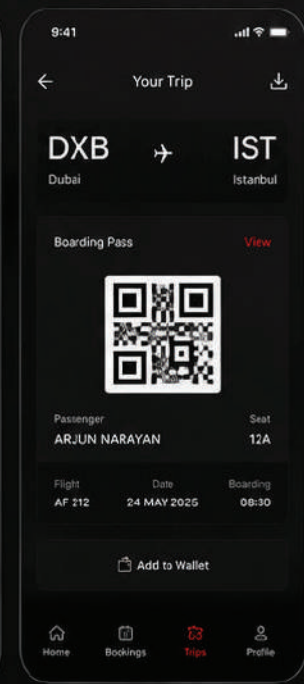 9:41
Your Trip
DXB IST
Dubai Istanbul
Boarding Pass View
Passenger Seat
ARJUN NARAYAN 12A
Flight Date Boarding
AF 212 24 MAY 2025 08:30
Add to Wallet
Home Bookings Trips Profile